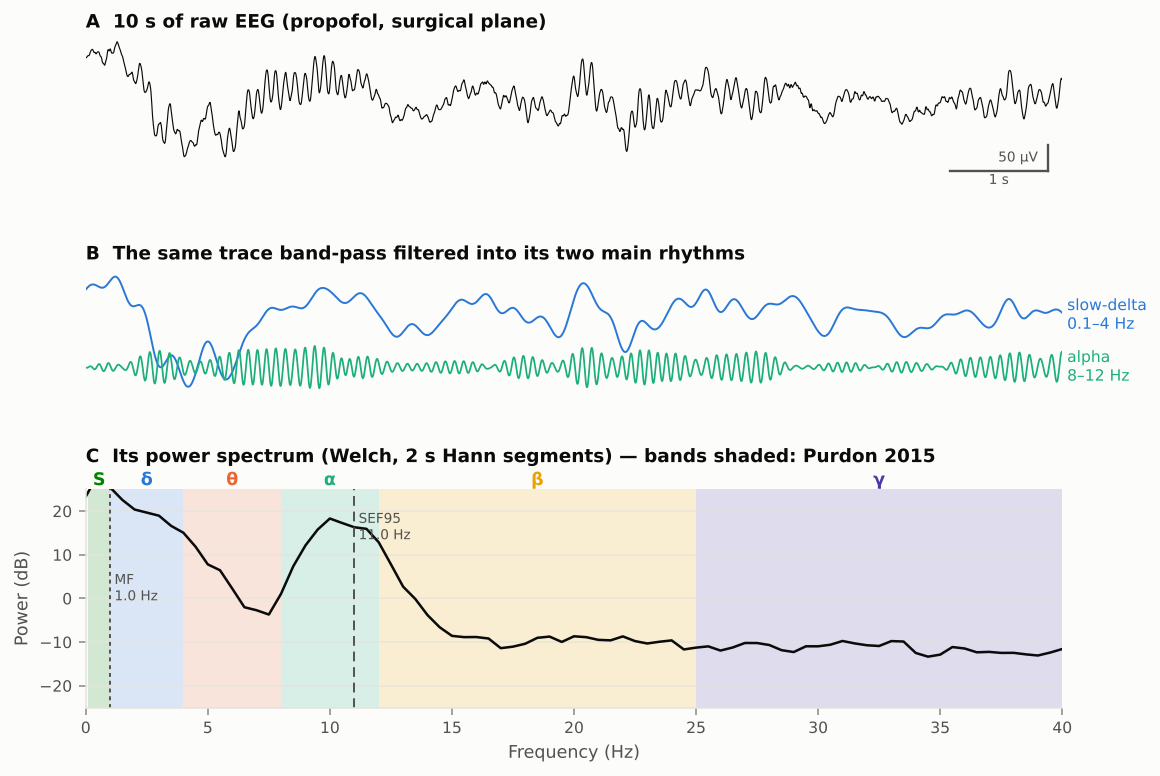 A 10 s of raw EEG (propofol, surgical plane)
50 µV
1 s
B The same trace band-pass filtered into its two main rhythms
slow-delta
0.1–4 Hz
alpha
8–12 Hz
C Its power spectrum (Welch, 2 s Hann segments) — bands shaded: Purdon 2015
S δ θ α β γ
SEF95
11.0 Hz
MF
1.0 Hz
Power (dB)
20
10
0
−10
−20
0 5 10 15 20 25 30 35 40
Frequency (Hz)